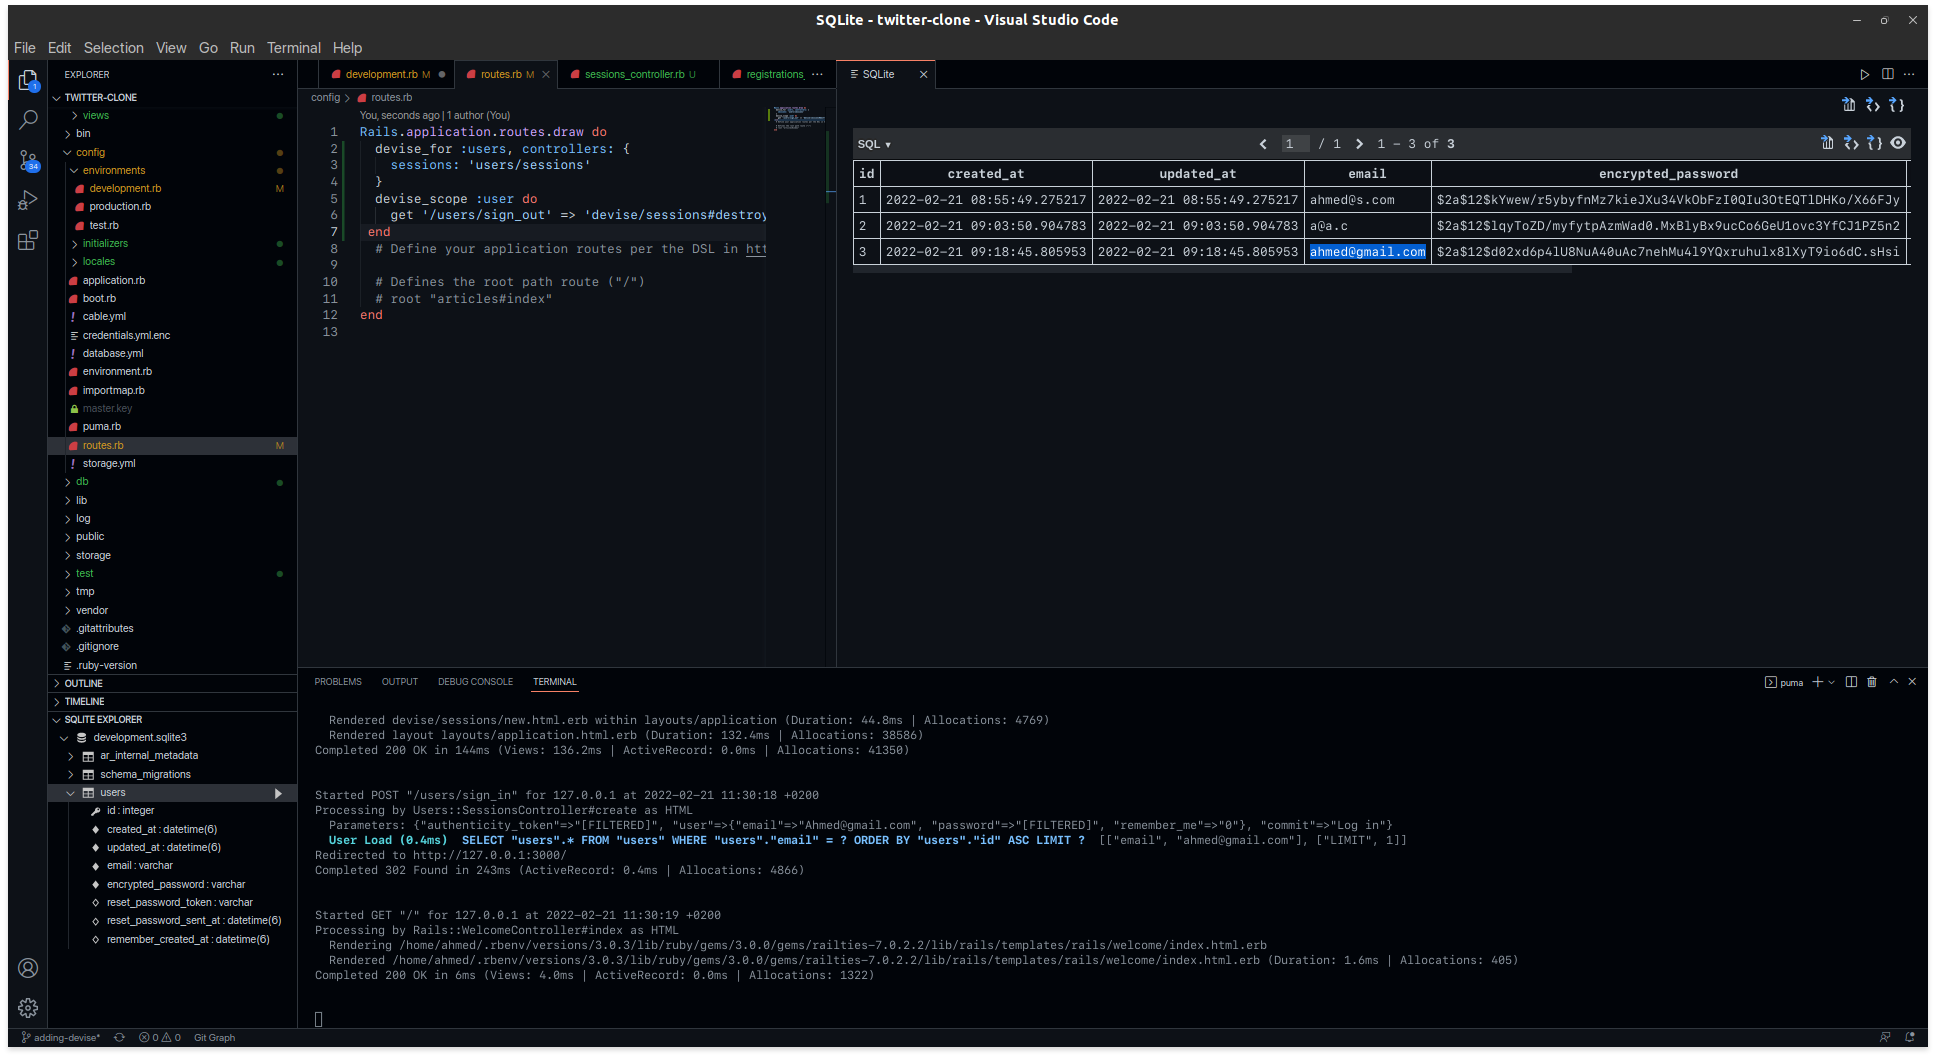 SQLite - twitter-clone - Visual Studio Code
File Edit Selection View Go Run Terminal Help
EXPLORER
TWITTER-CLONE
views
bin
config
environments
development.rb M
production.rb
test.rb
initializers
locales
application.rb
boot.rb
cable.yml
credentials.yml.enc
database.yml
environment.rb
importmap.rb
master.key
puma.rb
routes.rb M
storage.yml
db
lib
log
public
storage
test
tmp
vendor
.gitattributes
.gitignore
.ruby-version
OUTLINE
TIMELINE
SQLITE EXPLORER
development.sqlite3
ar_internal_metadata
schema_migrations
users
id : integer
created_at : datetime(6)
updated_at : datetime(6)
email : varchar
encrypted_password : varchar
reset_password_token : varchar
reset_password_sent_at : datetime(6)
remember_created_at : datetime(6)
development.rb M routes.rb M sessions_controller.rb U registrations_
config > routes.rb
You, seconds ago | 1 author (You)
1 Rails.application.routes.draw do
2 devise_for :users, controllers: {
3 sessions: 'users/sessions'
4 }
5 devise_scope :user do
6 get '/users/sign_out' => 'devise/sessions#destroy
7 end
8 # Define your application routes per the DSL in htt
9
10 # Defines the root path route ("/")
11 # root "articles#index"
12 end
13
SQLite
SQL ▾ 1 / 1 1 – 3 of 3
id created_at updated_at email encrypted_password
1 2022-02-21 08:55:49.275217 2022-02-21 08:55:49.275217 ahmed@s.com $2a$12$kYwew/r5ybyfnMz7kieJXu34VkObFzI0QIu3OtEQTlDHKo/X66FJy
2 2022-02-21 09:03:50.904783 2022-02-21 09:03:50.904783 a@a.c $2a$12$lqyToZD/myfytpAzmWad0.MxBlyBx9ucCo6GeU1ovc3YfCJ1PZ5n2
3 2022-02-21 09:18:45.805953 2022-02-21 09:18:45.805953 ahmed@gmail.com $2a$12$d02xd6p4lU8NuA40uAc7nehMu4l9YQxruhulx8lXyT9io6dC.sHsi
PROBLEMS OUTPUT DEBUG CONSOLE TERMINAL
puma
Rendered devise/sessions/new.html.erb within layouts/application (Duration: 44.8ms | Allocations: 4769)
Rendered layout layouts/application.html.erb (Duration: 132.4ms | Allocations: 38586)
Completed 200 OK in 144ms (Views: 136.2ms | ActiveRecord: 0.0ms | Allocations: 41350)
Started POST "/users/sign_in" for 127.0.0.1 at 2022-02-21 11:30:18 +0200
Processing by Users::SessionsController#create as HTML
Parameters: {"authenticity_token"=>"[FILTERED]", "user"=>{"email"=>"Ahmed@gmail.com", "password"=>"[FILTERED]", "remember_me"=>"0"}, "commit"=>"Log in"}
User Load (0.4ms) SELECT "users".* FROM "users" WHERE "users"."email" = ? ORDER BY "users"."id" ASC LIMIT ? [["email", "ahmed@gmail.com"], ["LIMIT", 1]]
Redirected to http://127.0.0.1:3000/
Completed 302 Found in 243ms (ActiveRecord: 0.4ms | Allocations: 4866)
Started GET "/" for 127.0.0.1 at 2022-02-21 11:30:19 +0200
Processing by Rails::WelcomeController#index as HTML
Rendering /home/ahmed/.rbenv/versions/3.0.3/lib/ruby/gems/3.0.0/gems/railties-7.0.2.2/lib/rails/templates/rails/welcome/index.html.erb
Rendered /home/ahmed/.rbenv/versions/3.0.3/lib/ruby/gems/3.0.0/gems/railties-7.0.2.2/lib/rails/templates/rails/welcome/index.html.erb (Duration: 1.6ms | Allocations: 405)
Completed 200 OK in 6ms (Views: 4.0ms | ActiveRecord: 0.0ms | Allocations: 1322)
adding-devise* 0 0 Git Graph